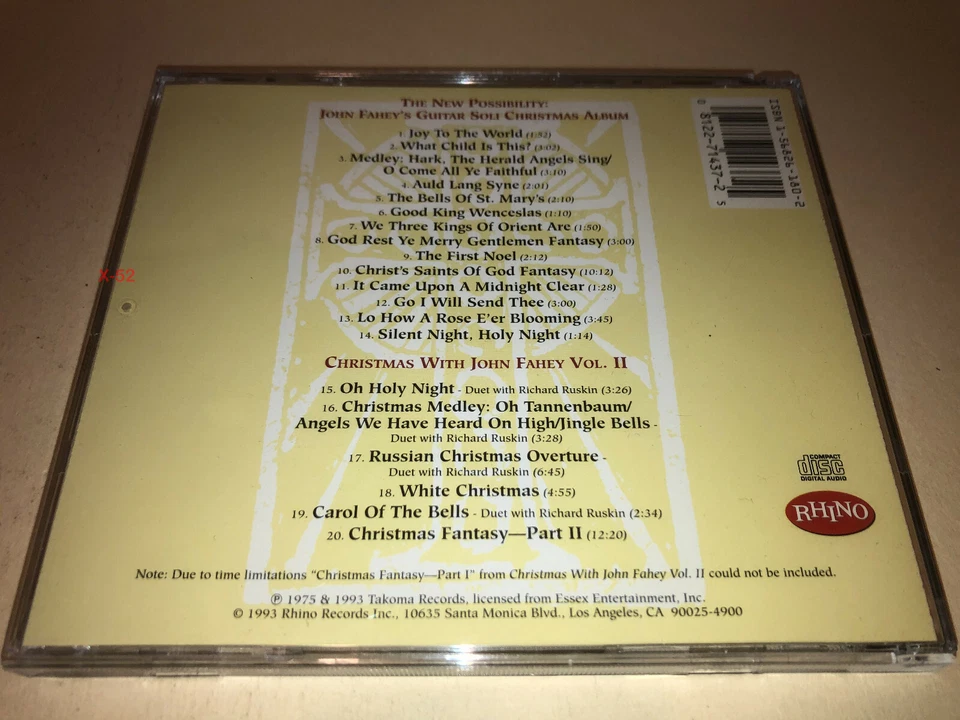 The New Possibility:
John Fahey's Guitar Soli Christmas Album
1. Joy To The World (1:52)
2. What Child Is This? (3:02)
3. Medley: Hark, The Herald Angels Sing/
O Come All Ye Faithful (3:10)
4. Auld Lang Syne (2:01)
5. The Bells Of St. Mary's (2:10)
6. Good King Wenceslas (1:10)
7. We Three Kings Of Orient Are (1:50)
8. God Rest Ye Merry Gentlemen Fantasy (3:00)
9. The First Noel (2:12)
10. Christ's Saints Of God Fantasy (10:12)
11. It Came Upon A Midnight Clear (1:28)
12. Go I Will Send Thee (3:00)
13. Lo How A Rose E'er Blooming (3:45)
14. Silent Night, Holy Night (1:14)
Christmas With John Fahey Vol. II
15. Oh Holy Night - Duet with Richard Ruskin (3:26)
16. Christmas Medley: Oh Tannenbaum/
Angels We Have Heard On High/Jingle Bells -
Duet with Richard Ruskin (3:28)
17. Russian Christmas Overture -
Duet with Richard Ruskin (6:45)
18. White Christmas (4:55)
19. Carol Of The Bells - Duet with Richard Ruskin (2:34)
20. Christmas Fantasy—Part II (12:20)
Note: Due to time limitations "Christmas Fantasy—Part I" from Christmas With John Fahey Vol. II could not be included.
℗ 1975 & 1993 Takoma Records, licensed from Essex Entertainment, Inc.
© 1993 Rhino Records Inc., 10635 Santa Monica Blvd., Los Angeles, CA 90025-4900
ISBN 1-56826-180-2
0 8122-71437-2 5
COMPACT
disc
DIGITAL AUDIO
RHINO
X-52